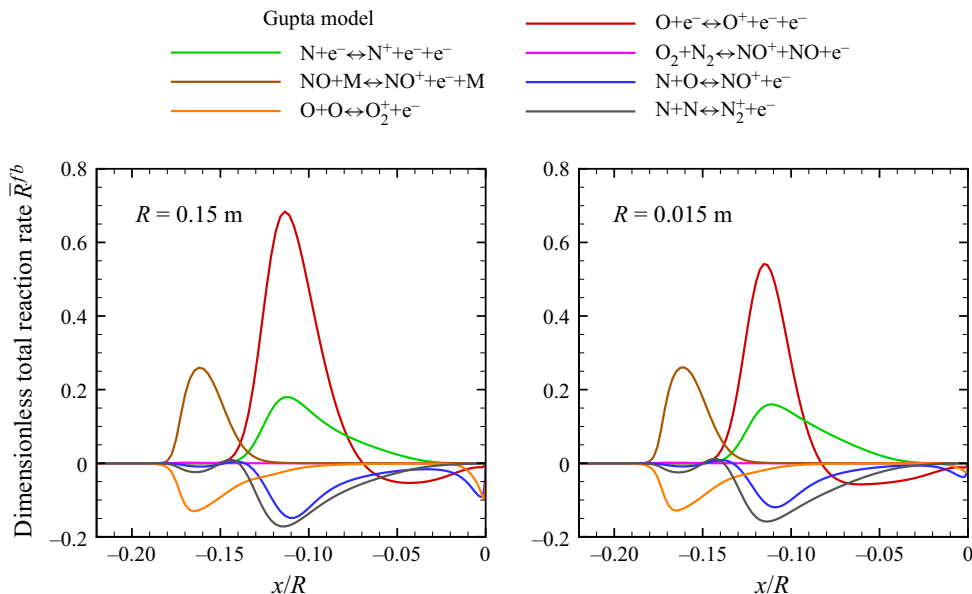 Gupta model
N+e⁻↔N⁺+e⁻+e⁻
NO+M↔NO⁺+e⁻+M
O+O↔O₂⁺+e⁻
O+e⁻↔O⁺+e⁻+e⁻
O₂+N₂↔NO⁺+NO+e⁻
N+O↔NO⁺+e⁻
N+N↔N₂⁺+e⁻
Dimensionless total reaction rate R̅ᶠᵇ
0.8
0.6
0.4
0.2
0
−0.2
R = 0.15 m
−0.20 −0.15 −0.10 −0.05 0
x/R
0.8
0.6
0.4
0.2
0
−0.2
R = 0.015 m
−0.20 −0.15 −0.10 −0.05 0
x/R